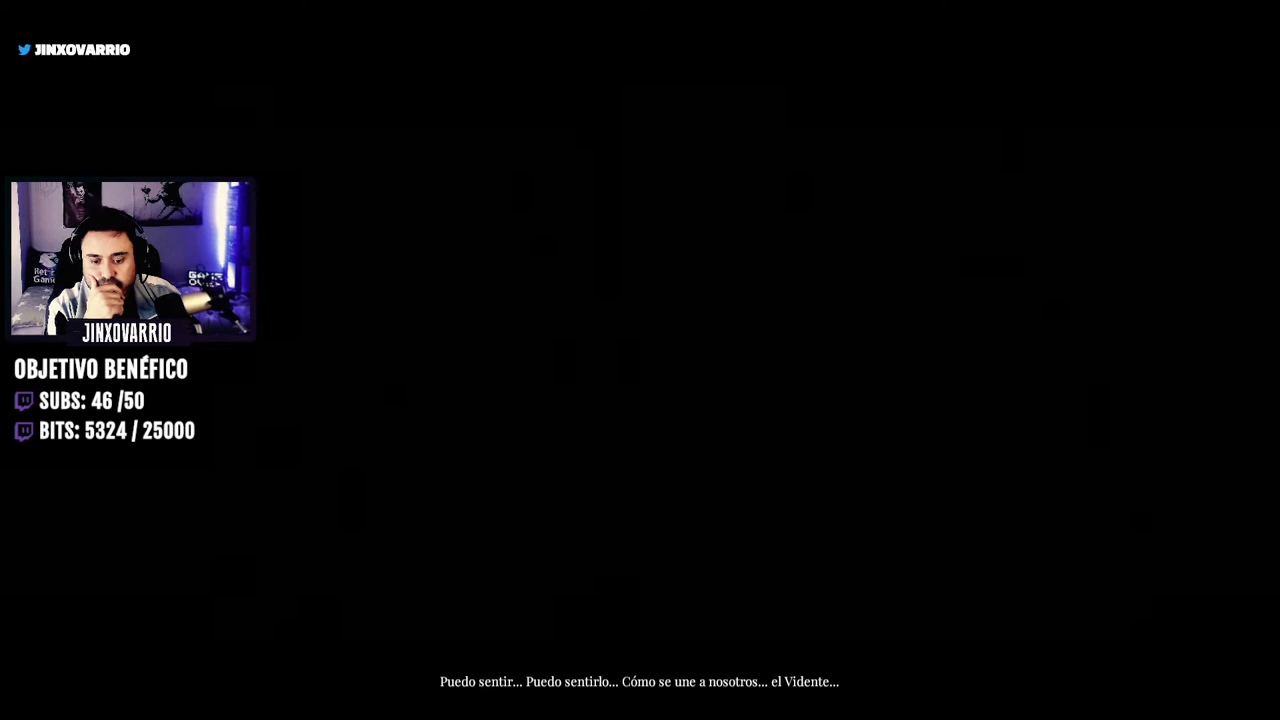 JINXOVARRIO
Game
JINXOVARRIO
OBJETIVO BENÉFICO
SUBS: 46 /50
BITS: 5324 / 25000
Puedo sentir... Puedo sentirlo... Cómo se une a nosotros... el Vidente...